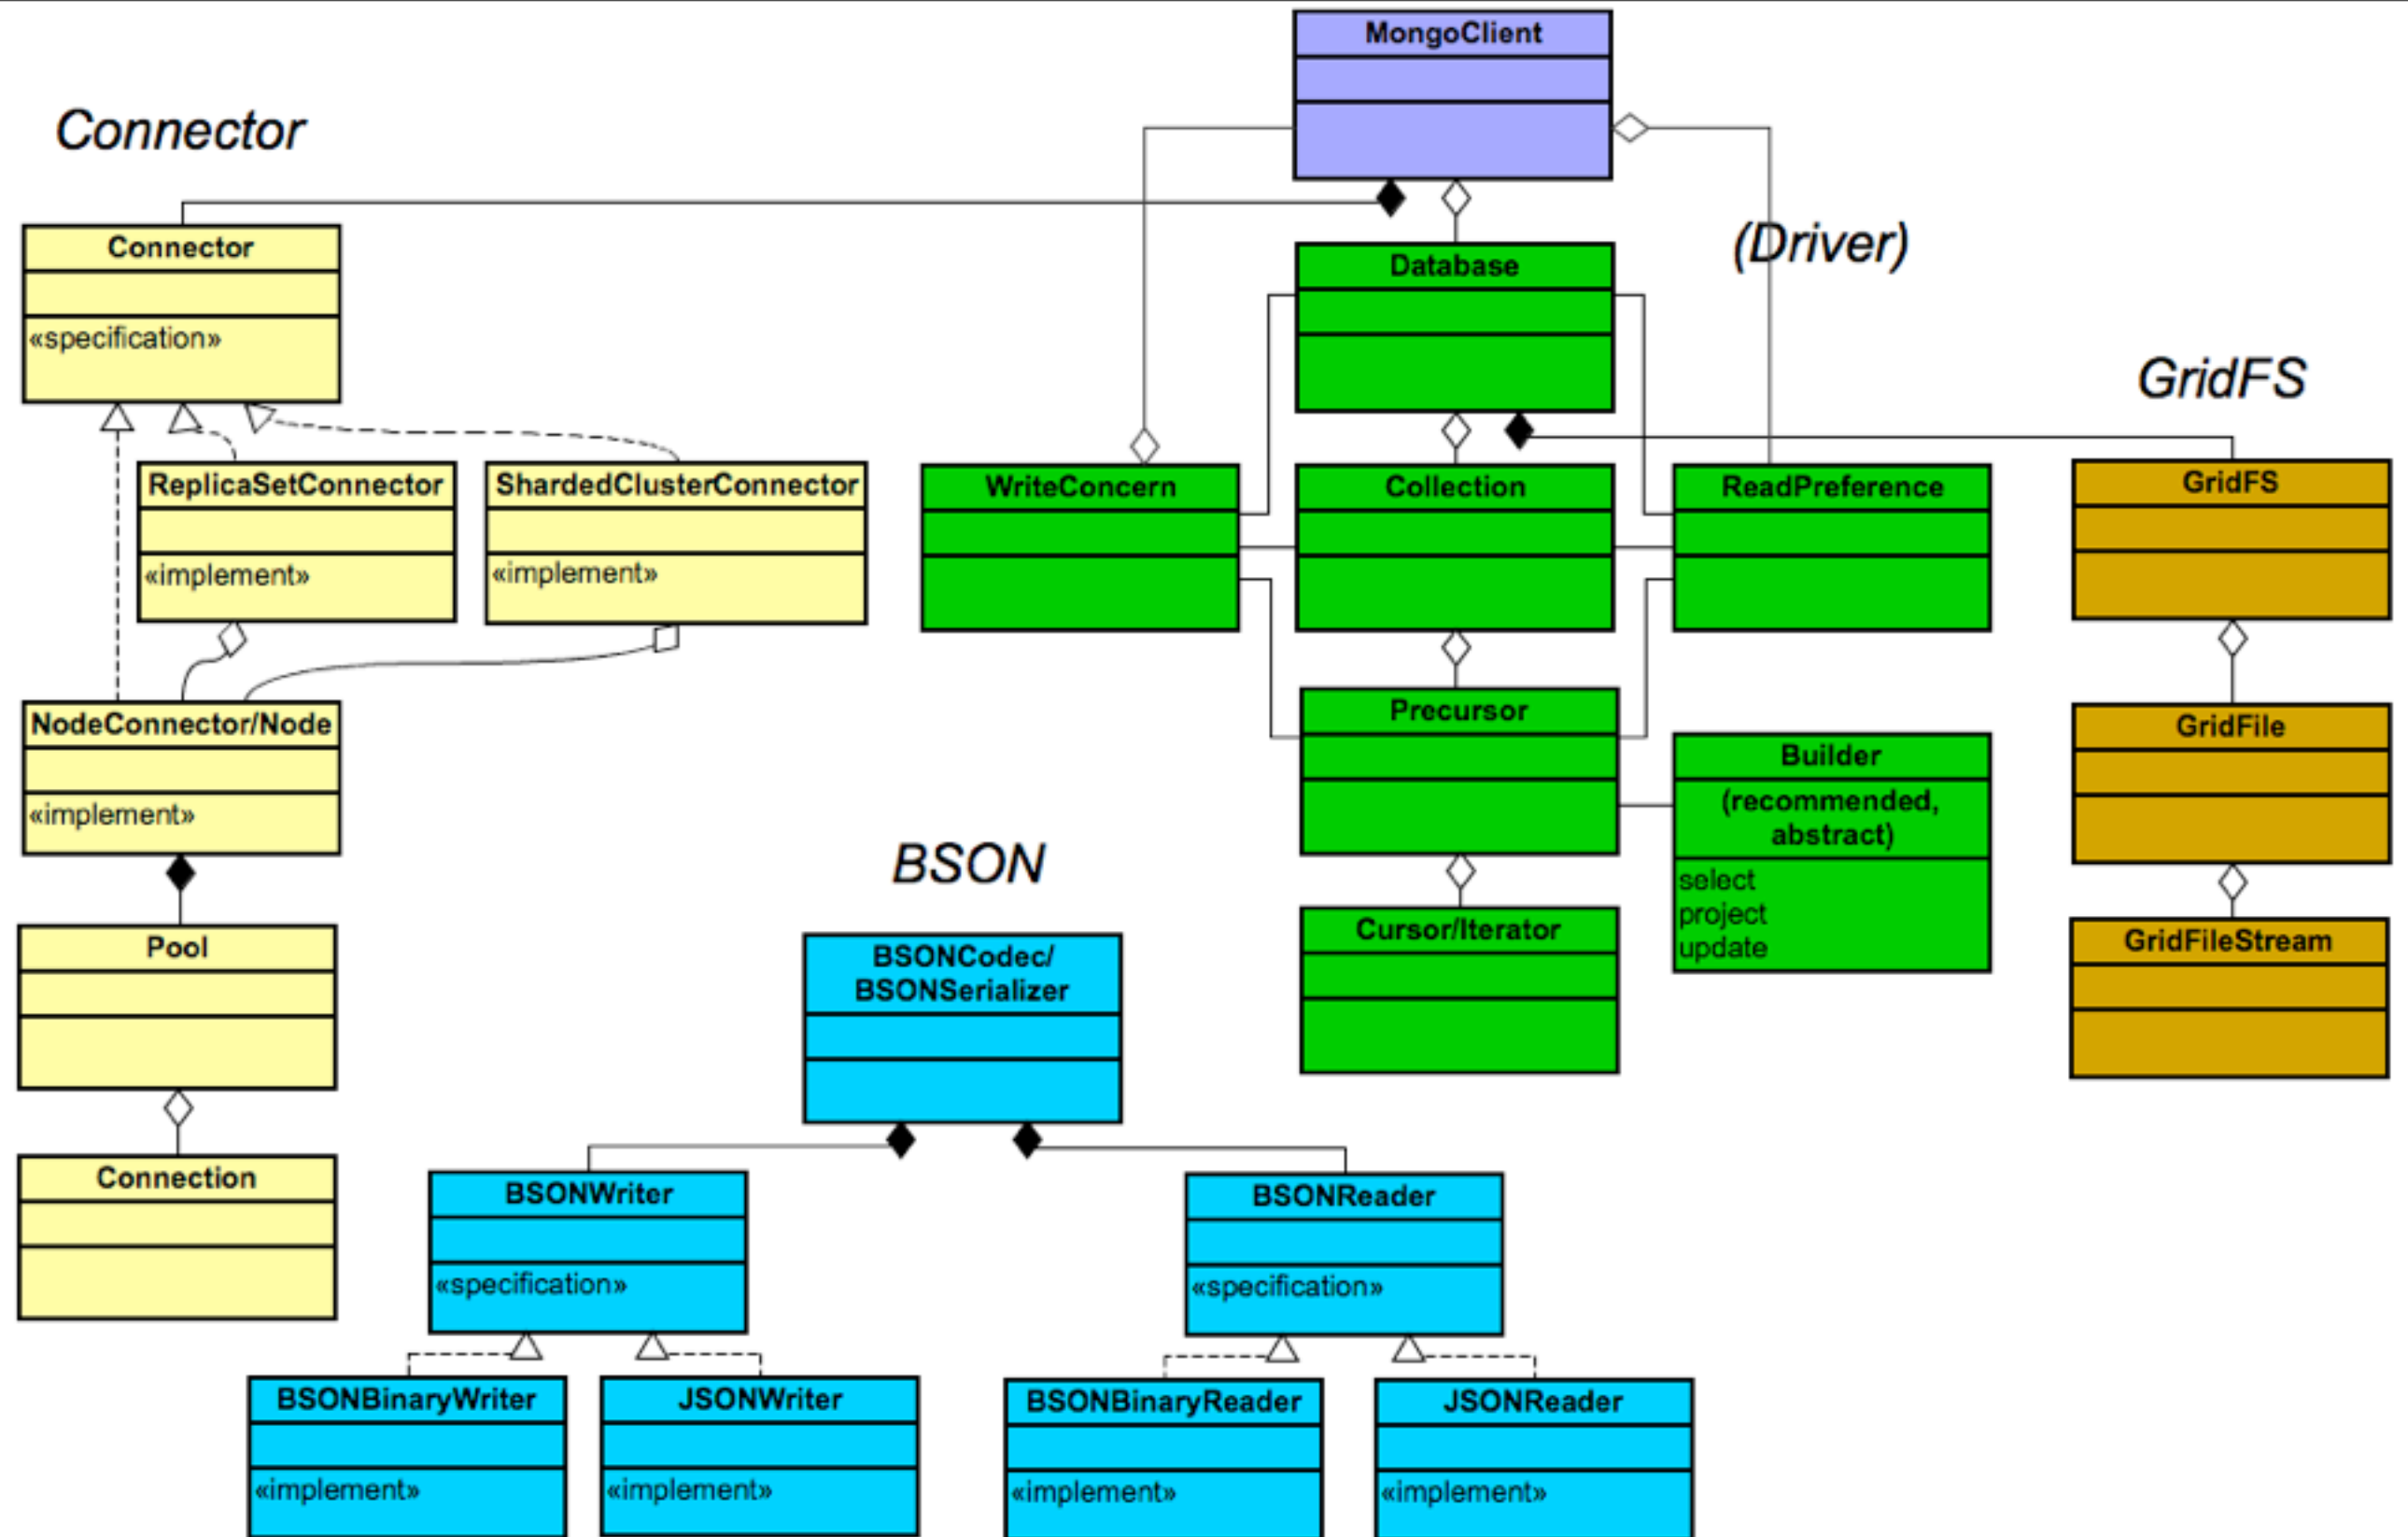 MongoClient
Connector
Connector
«specification»
Database
(Driver)
GridFS
ReplicaSetConnector
«implement»
ShardedClusterConnector
«implement»
WriteConcern
Collection
ReadPreference
GridFS
NodeConnector/Node
«implement»
Precursor
Builder
(recommended,
abstract)
select
project
update
GridFile
BSON
Pool
BSONCodec/
BSONSerializer
Cursor/Iterator
GridFileStream
Connection
BSONWriter
«specification»
BSONReader
«specification»
BSONBinaryWriter
«implement»
JSONWriter
«implement»
BSONBinaryReader
«implement»
JSONReader
«implement»